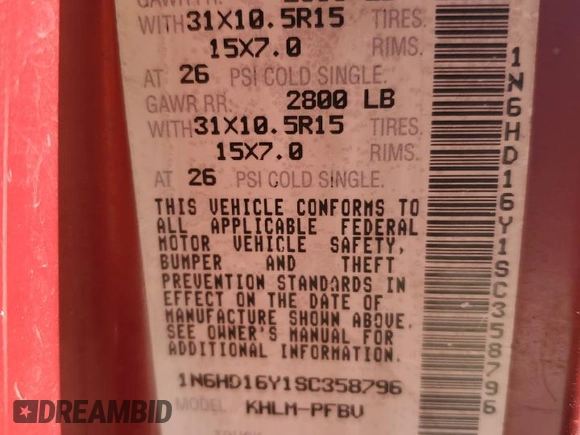 WITH 31X10.5R15 TIRES.
15X7.0 RIMS.
AT 26 PSI COLD SINGLE.
GAWR RR: 2800 LB
WITH 31X10.5R15 TIRES.
15X7.0 RIMS.
AT 26 PSI COLD SINGLE.
THIS VEHICLE CONFORMS TO
ALL APPLICABLE FEDERAL
MOTOR VEHICLE SAFETY,
BUMPER AND THEFT
PREVENTION STANDARDS IN
EFFECT ON THE DATE OF
MANUFACTURE SHOWN ABOVE.
SEE OWNER'S MANUAL FOR
ADDITIONAL INFORMATION.
1N6HD16Y1SC358796
MODEL KHLM-PFBV
1N6HD16Y1SC358796
AUTOBIDMASTER